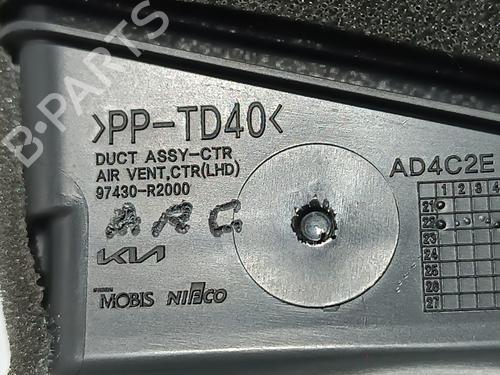 B-PARTS
>PP-TD40<
DUCT ASSY-CTR
AIR VENT,CTR(LHD)
97430-R2000
ARC
KIA
MOBIS NIFCO
AD4C2E
1 2 3
21
22
23
24
25
26
27